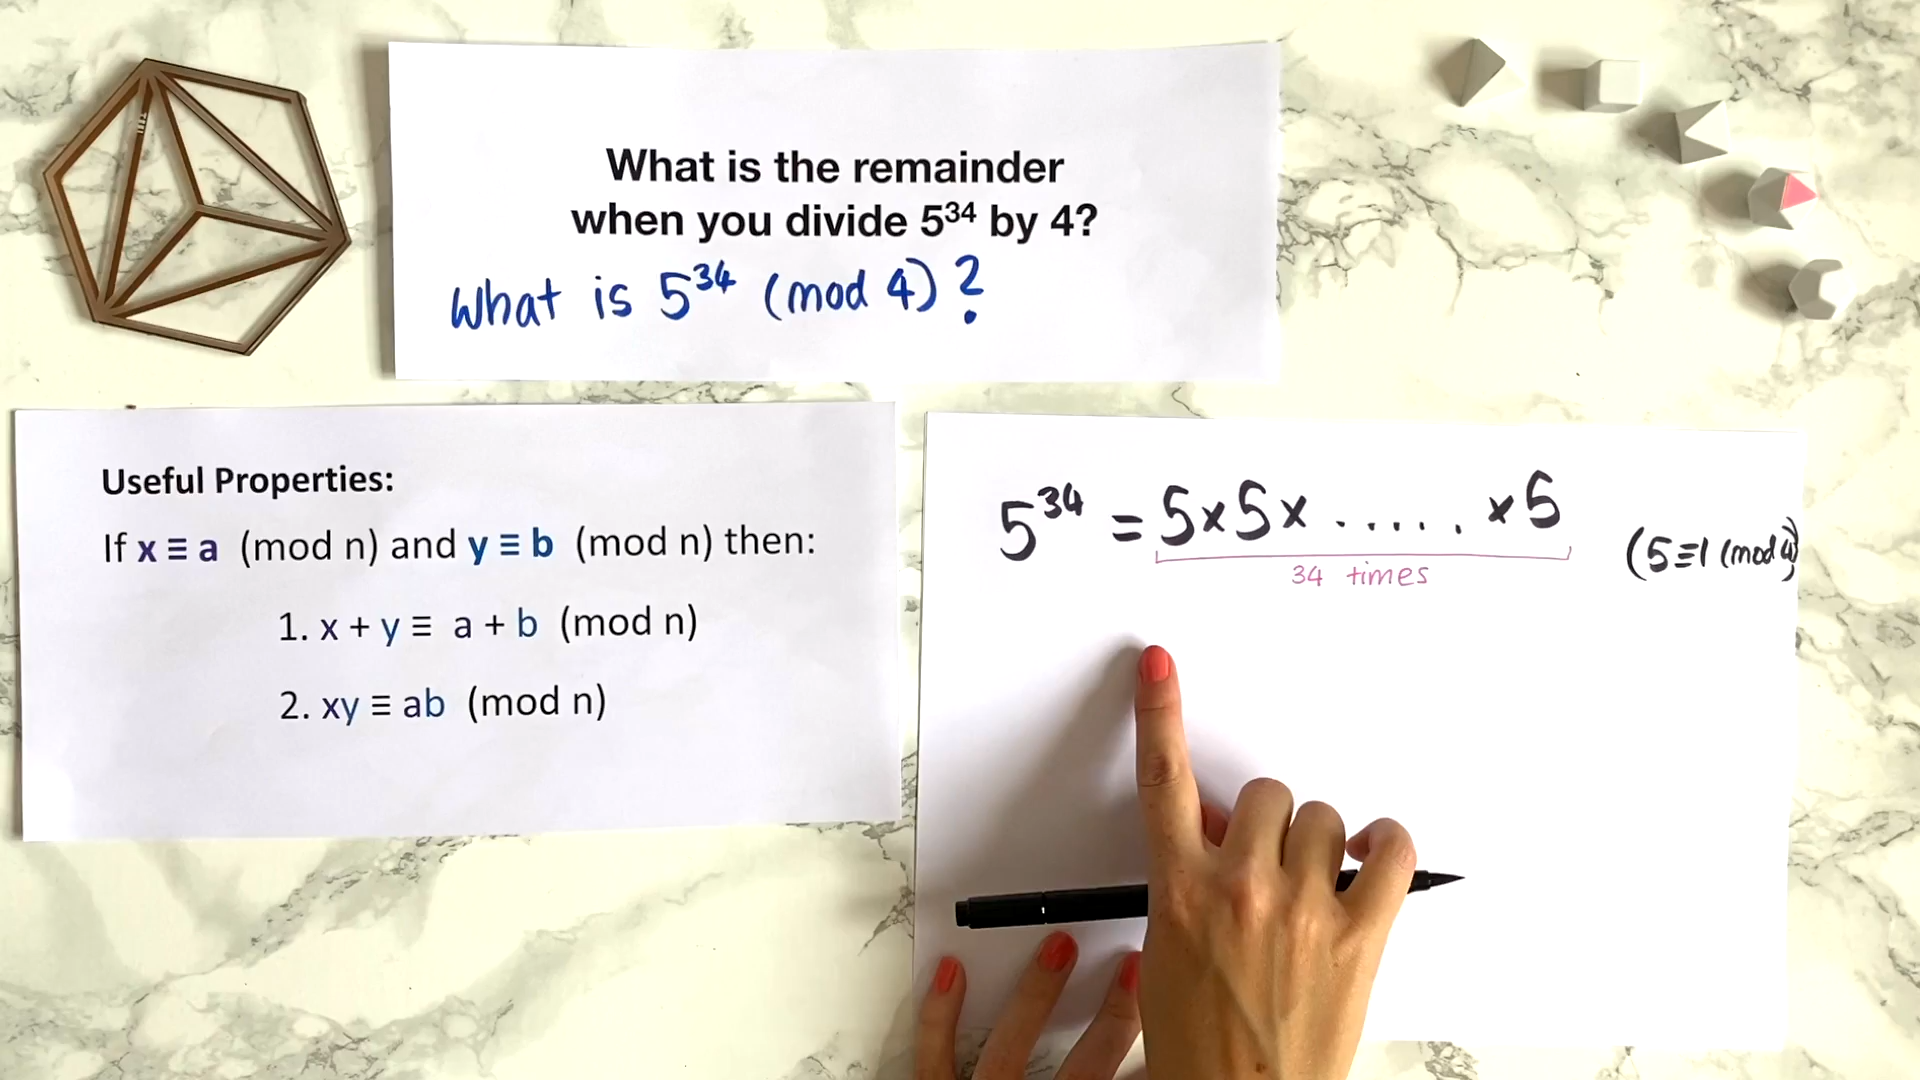 What is the remainder
when you divide 5³⁴ by 4?
What is 5³⁴ (mod 4)?
Useful Properties:
If x ≡ a (mod n) and y ≡ b (mod n) then:
1. x + y ≡ a + b (mod n)
2. xy ≡ ab (mod n)
5³⁴ = 5×5× ..... ×5 (5≡1 (mod 4))
34 times